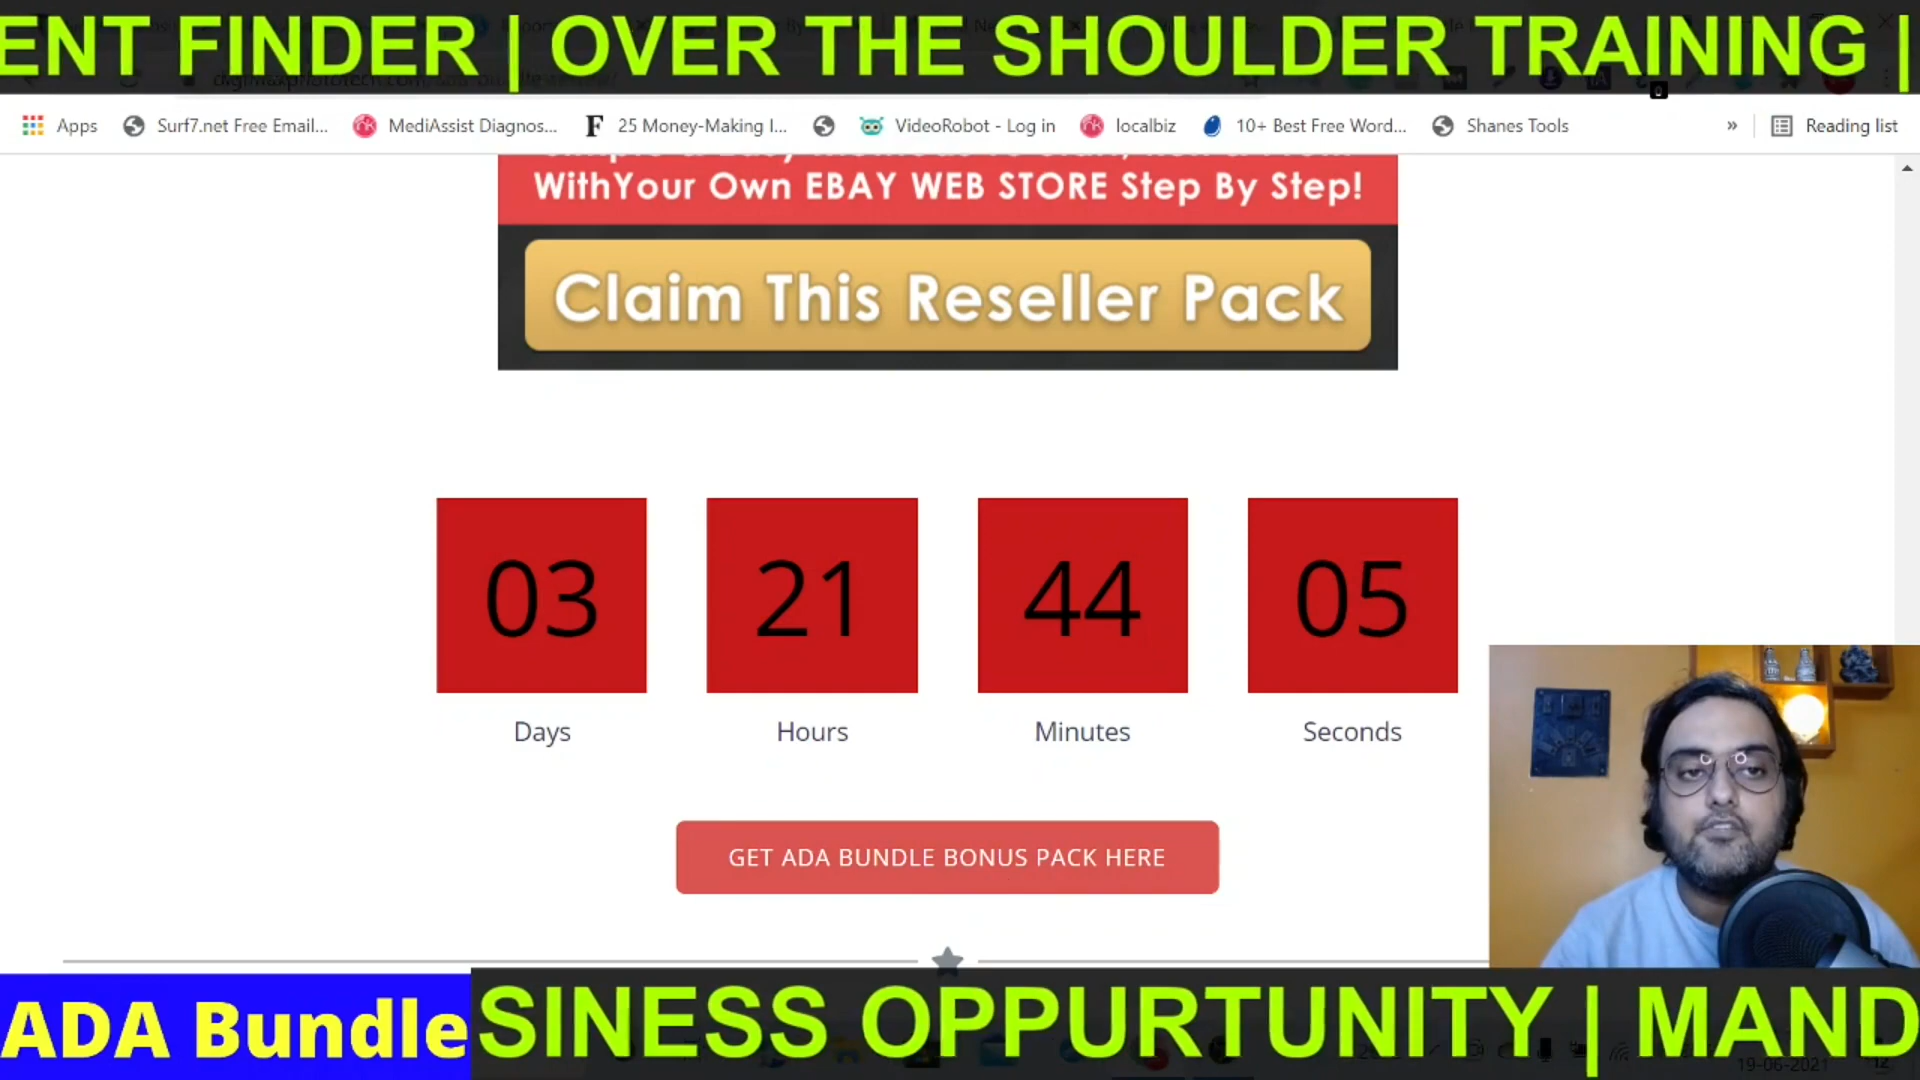 ENT FINDER | OVER THE SHOULDER TRAINING |
Apps Surf7.net Free Email... MediAssist Diagnos... 25 Money-Making I... VideoRobot - Log in localbiz 10+ Best Free Word... Shanes Tools » Reading list
WithYour Own EBAY WEB STORE Step By Step!
Claim This Reseller Pack
03 21 44 05
Days Hours Minutes Seconds
GET ADA BUNDLE BONUS PACK HERE
ADA Bundle SINESS OPPURTUNITY | MAND
19-06-2021